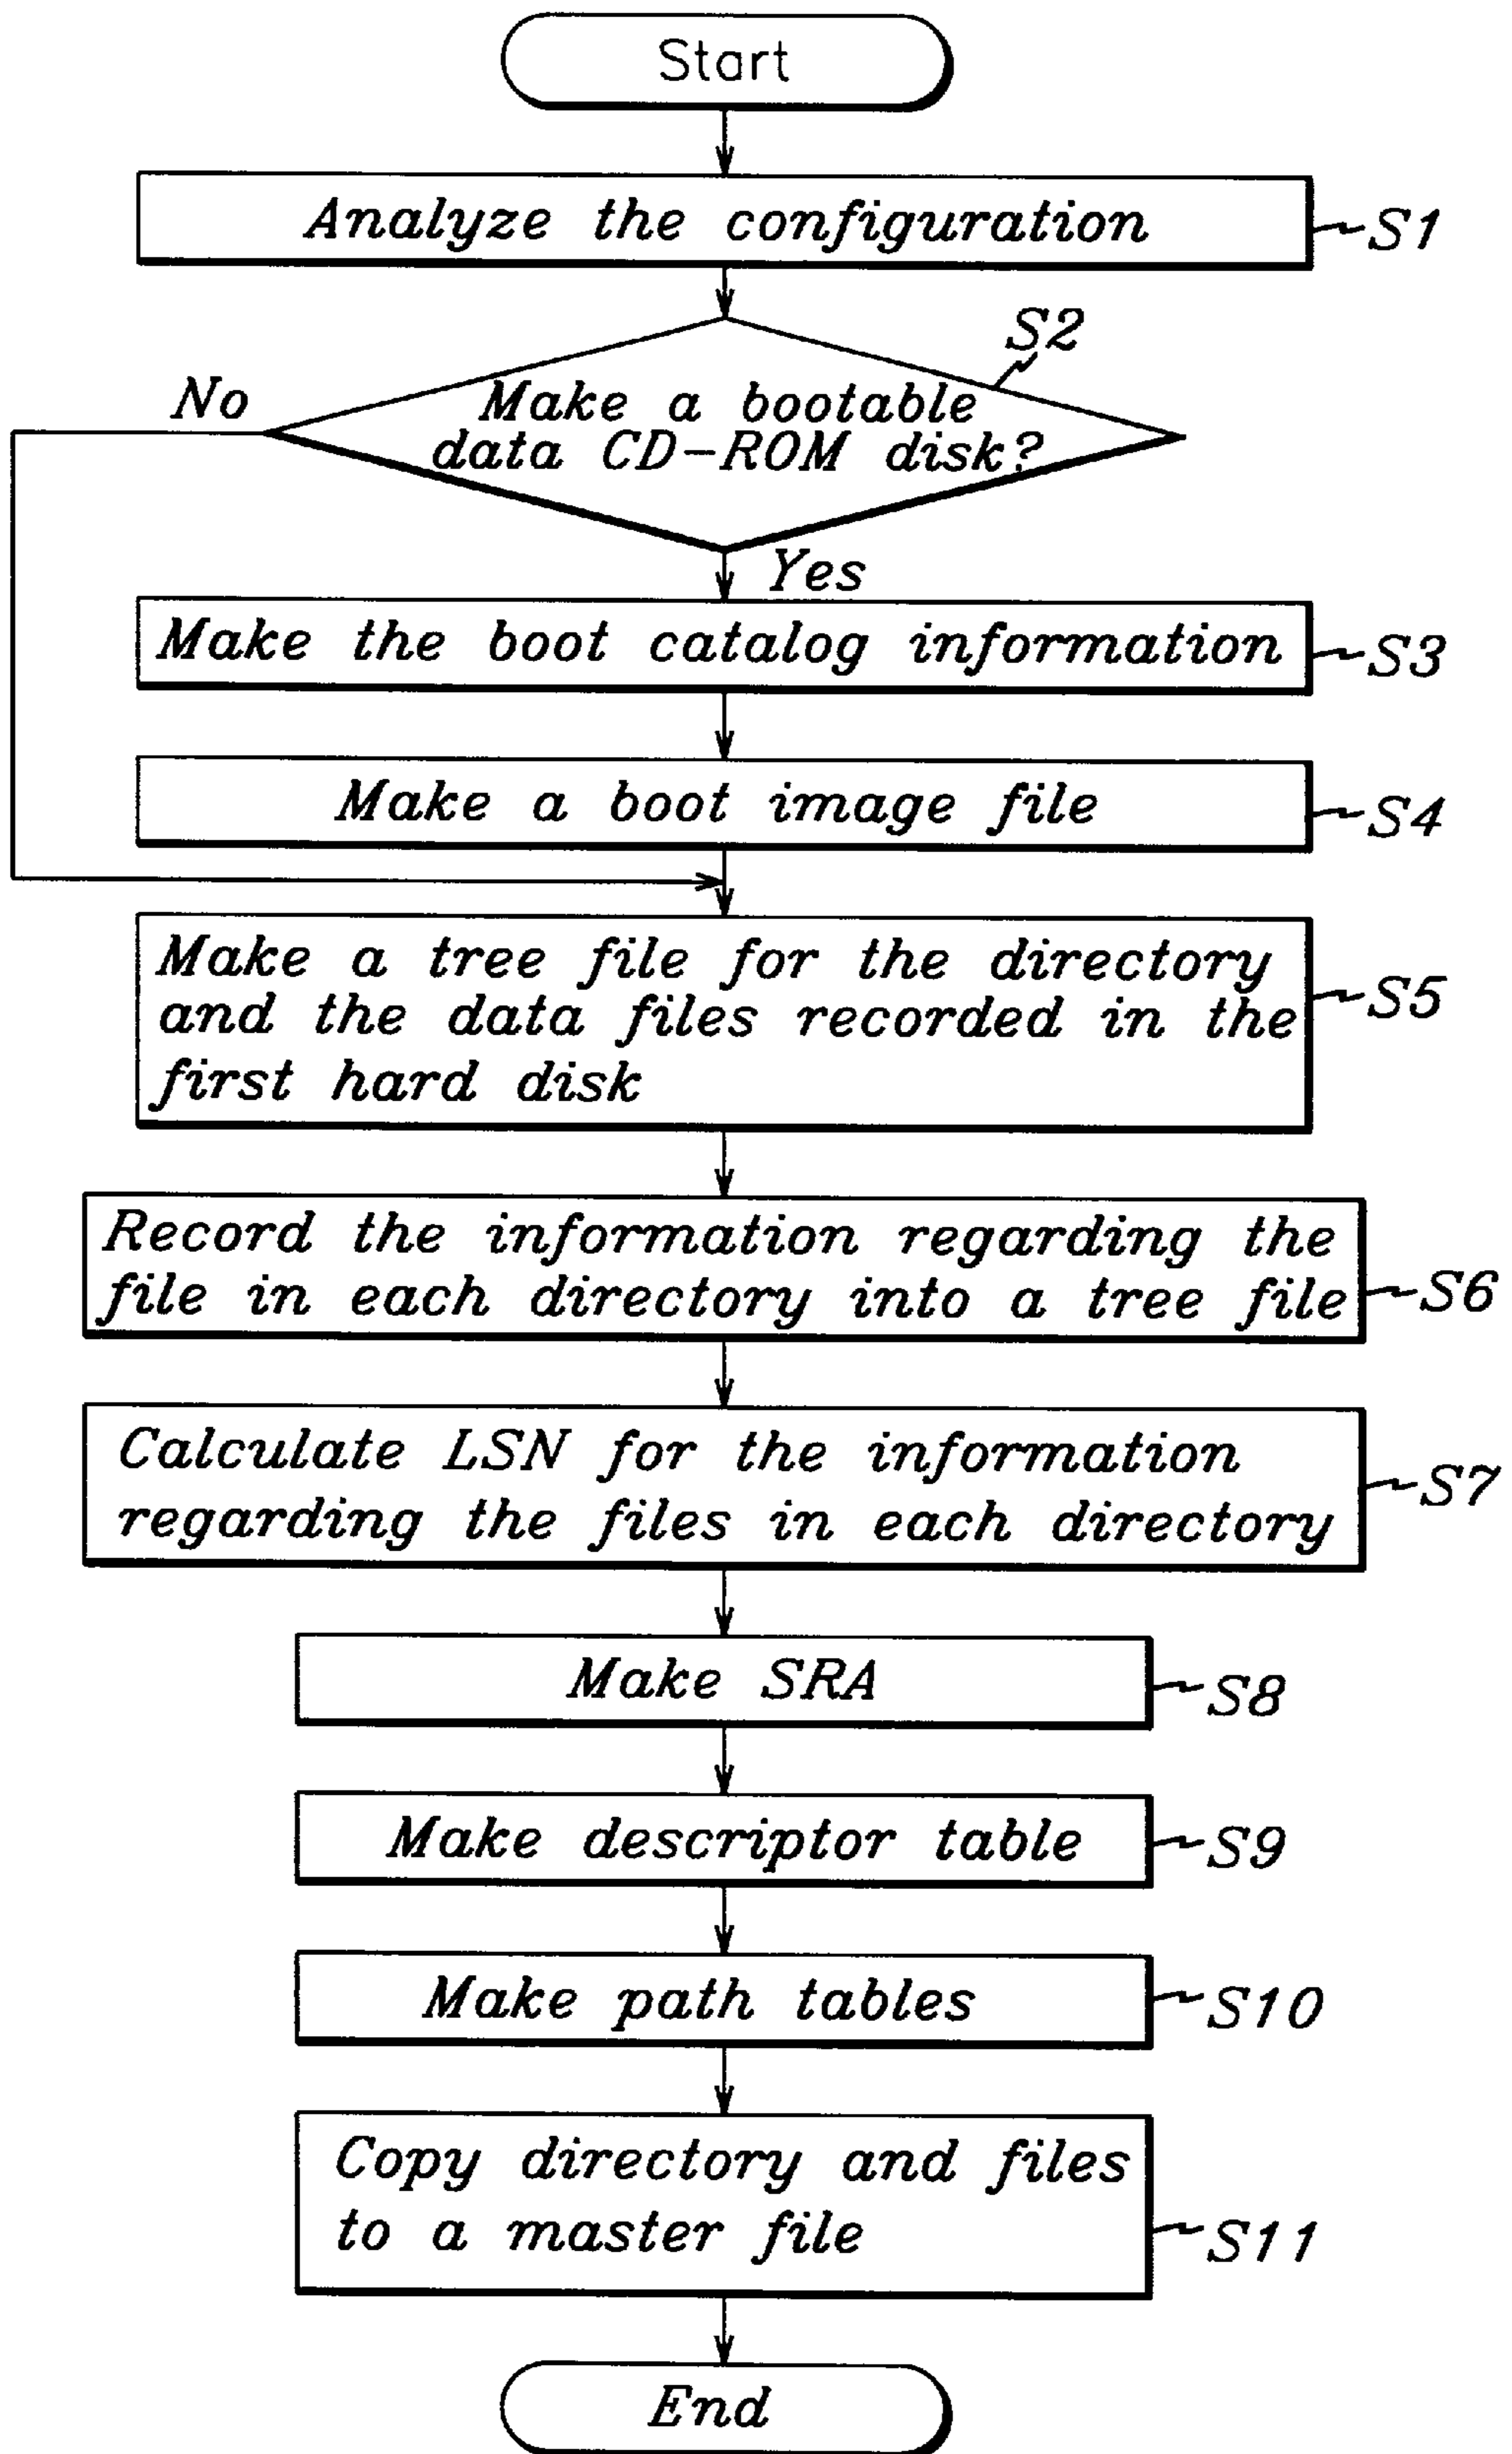 Start
Analyze the configuration
S1
S2
No
Make a bootable
data CD-ROM disk?
Yes
Make the boot catalog information
S3
Make a boot image file
S4
Make a tree file for the directory
and the data files recorded in the
first hard disk
S5
Record the information regarding the
file in each directory into a tree file
S6
Calculate LSN for the information
regarding the files in each directory
S7
Make SRA
S8
Make descriptor table
S9
Make path tables
S10
Copy directory and files
to a master file
S11
End